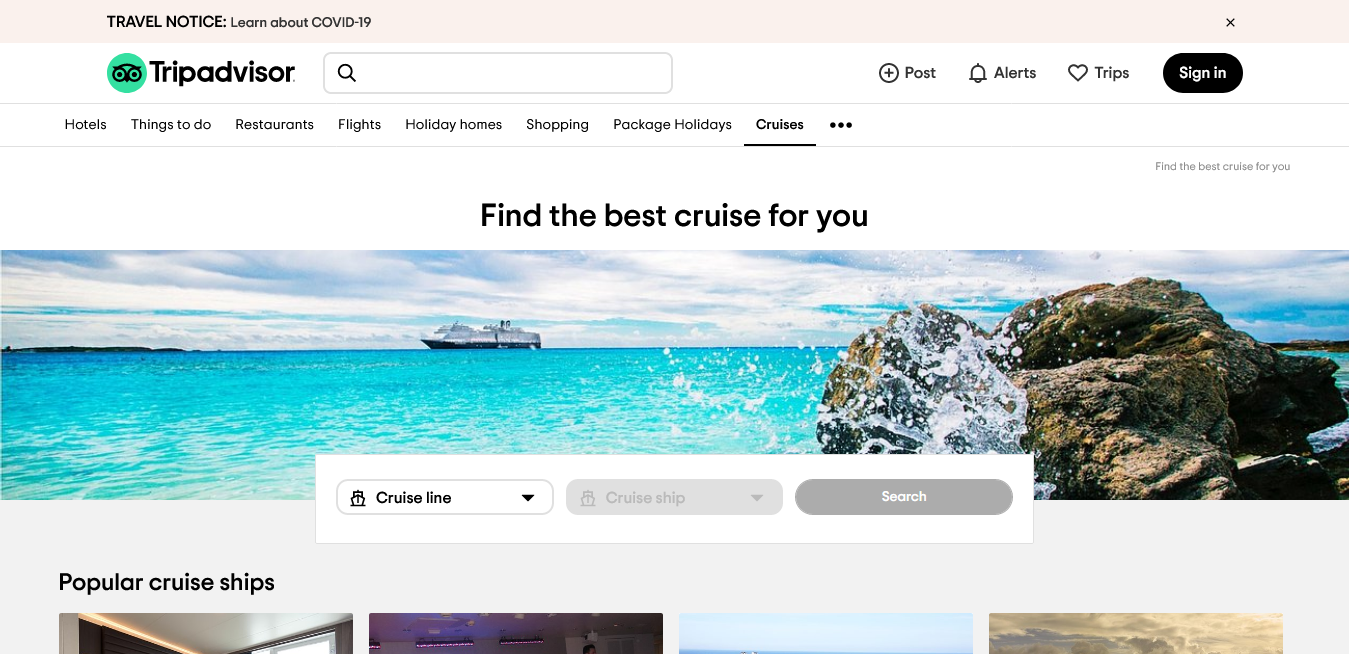 TRAVEL NOTICE: Learn about COVID-19
Tripadvisor
Post
Alerts
Trips
Sign in
Hotels
Things to do
Restaurants
Flights
Holiday homes
Shopping
Package Holidays
Cruises
Find the best cruise for you
Find the best cruise for you
Cruise line
Cruise ship
Search
Popular cruise ships